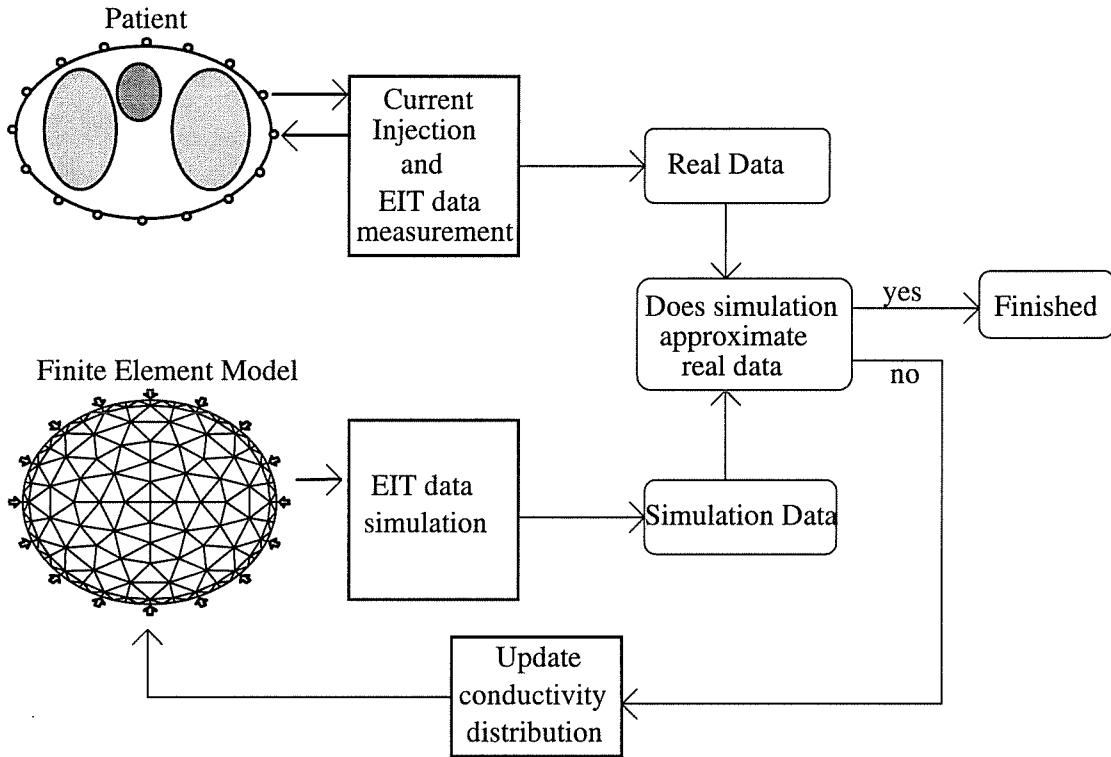 Patient
Current
Injection
and
EIT data
measurement
Real Data
Does simulation
approximate
real data
yes
no
Finished
Finite Element Model
EIT data
simulation
Simulation Data
Update
conductivity
distribution